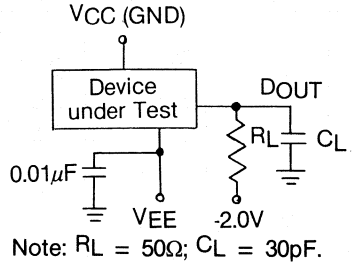 VCC (GND)
Device
under Test
DOUT
RL
CL
0.01µF
VEE
-2.0V
Note: RL = 50Ω; CL = 30pF.